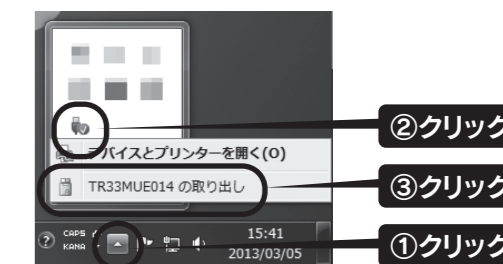 ②クリック
デバイスとプリンターを開く(O)
TR33MUE014 の取り出し
③クリック
CAPS
KANA
15:41
2013/03/05
①クリック